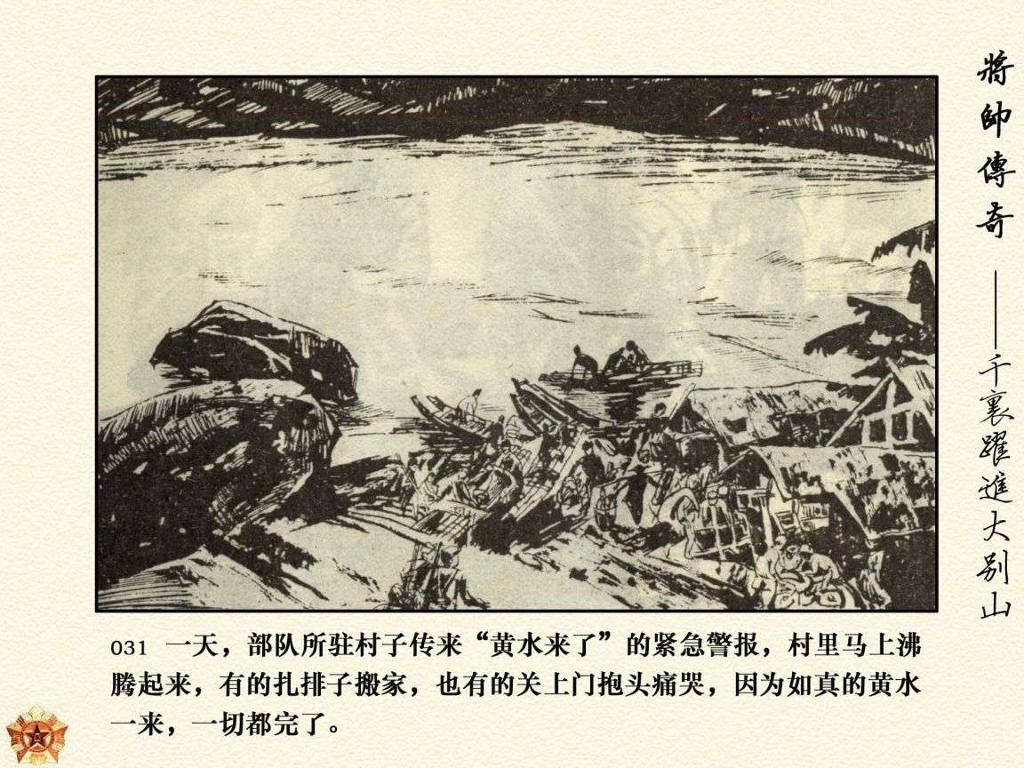 將帥傳奇
——千裏躍進大别山
031 一天，部队所驻村子传来“黄水来了”的紧急警报，村里马上沸
腾起来，有的扎排子搬家，也有的关上门抱头痛哭，因为如真的黄水
一来，一切都完了。